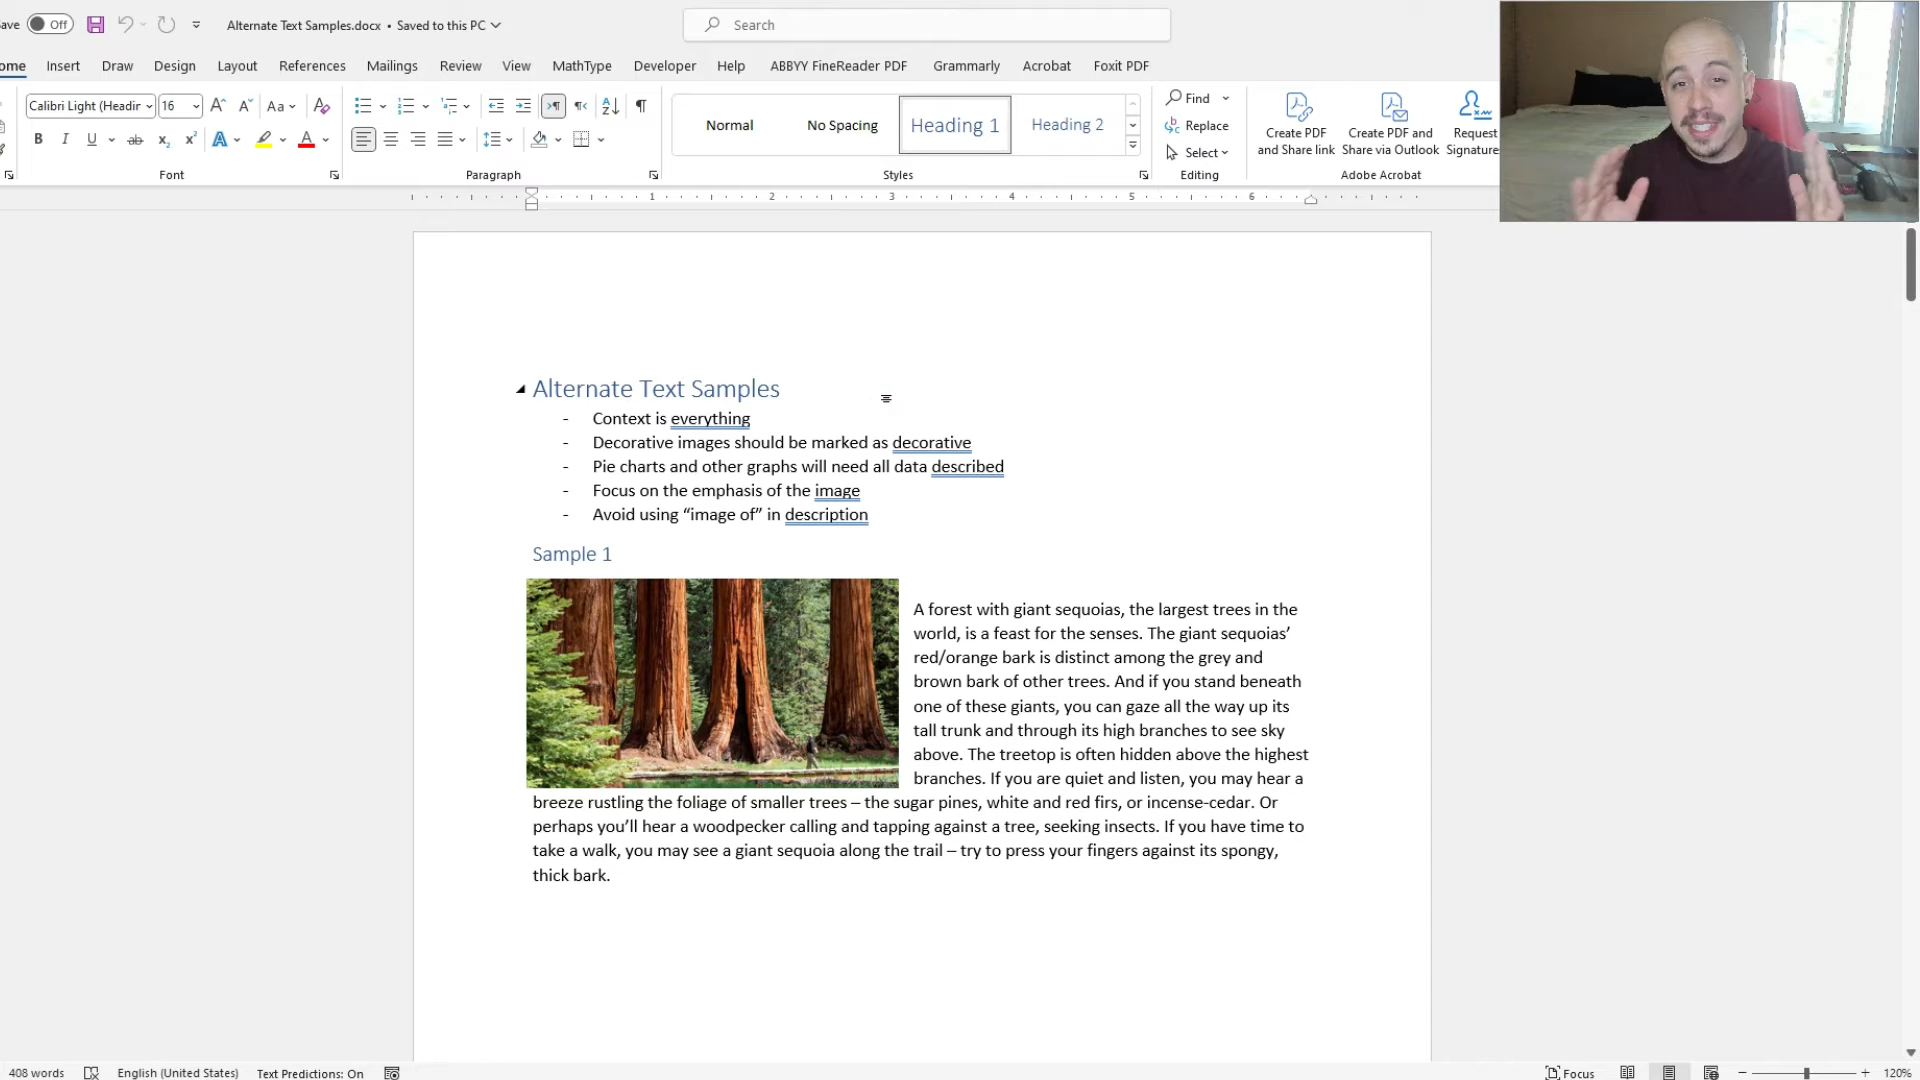 ave Off Alternate Text Samples.docx • Saved to this PC Search
ome Insert Draw Design Layout References Mailings Review View MathType Developer Help ABBYY FineReader PDF Grammarly Acrobat Foxit PDF
Calibri Light (Headir 16 Aa Normal No Spacing Heading 1 Heading 2 Find Replace Select
Create PDF and Share link
Create PDF and Share via Outlook
Request Signature
Font Paragraph Styles Editing Adobe Acrobat
1 2 3 4 5 6
Alternate Text Samples
- Context is everything
- Decorative images should be marked as decorative
- Pie charts and other graphs will need all data described
- Focus on the emphasis of the image
- Avoid using “image of” in description
Sample 1
A forest with giant sequoias, the largest trees in the
world, is a feast for the senses. The giant sequoias’
red/orange bark is distinct among the grey and
brown bark of other trees. And if you stand beneath
one of these giants, you can gaze all the way up its
tall trunk and through its high branches to see sky
above. The treetop is often hidden above the highest
branches. If you are quiet and listen, you may hear a
breeze rustling the foliage of smaller trees – the sugar pines, white and red firs, or incense-cedar. Or
perhaps you’ll hear a woodpecker calling and tapping against a tree, seeking insects. If you have time to
take a walk, you may see a giant sequoia along the trail – try to press your fingers against its spongy,
thick bark.
408 words English (United States) Text Predictions: On Focus 120%